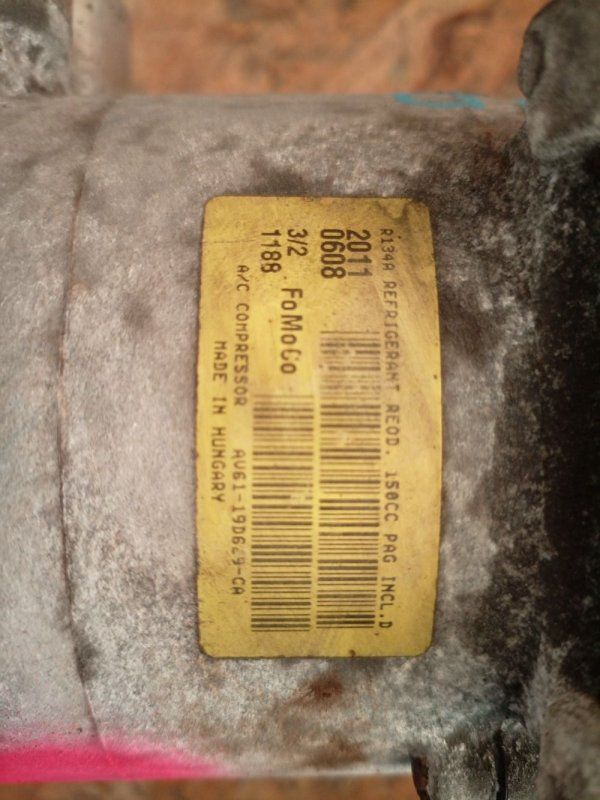 R134A REFRIGERANT REQD. 150CC PAG INCL.D
2011
0608
3/2 FoMoCo
1188
A/C COMPRESSOR AV61-19D629-CA
MADE IN HUNGARY